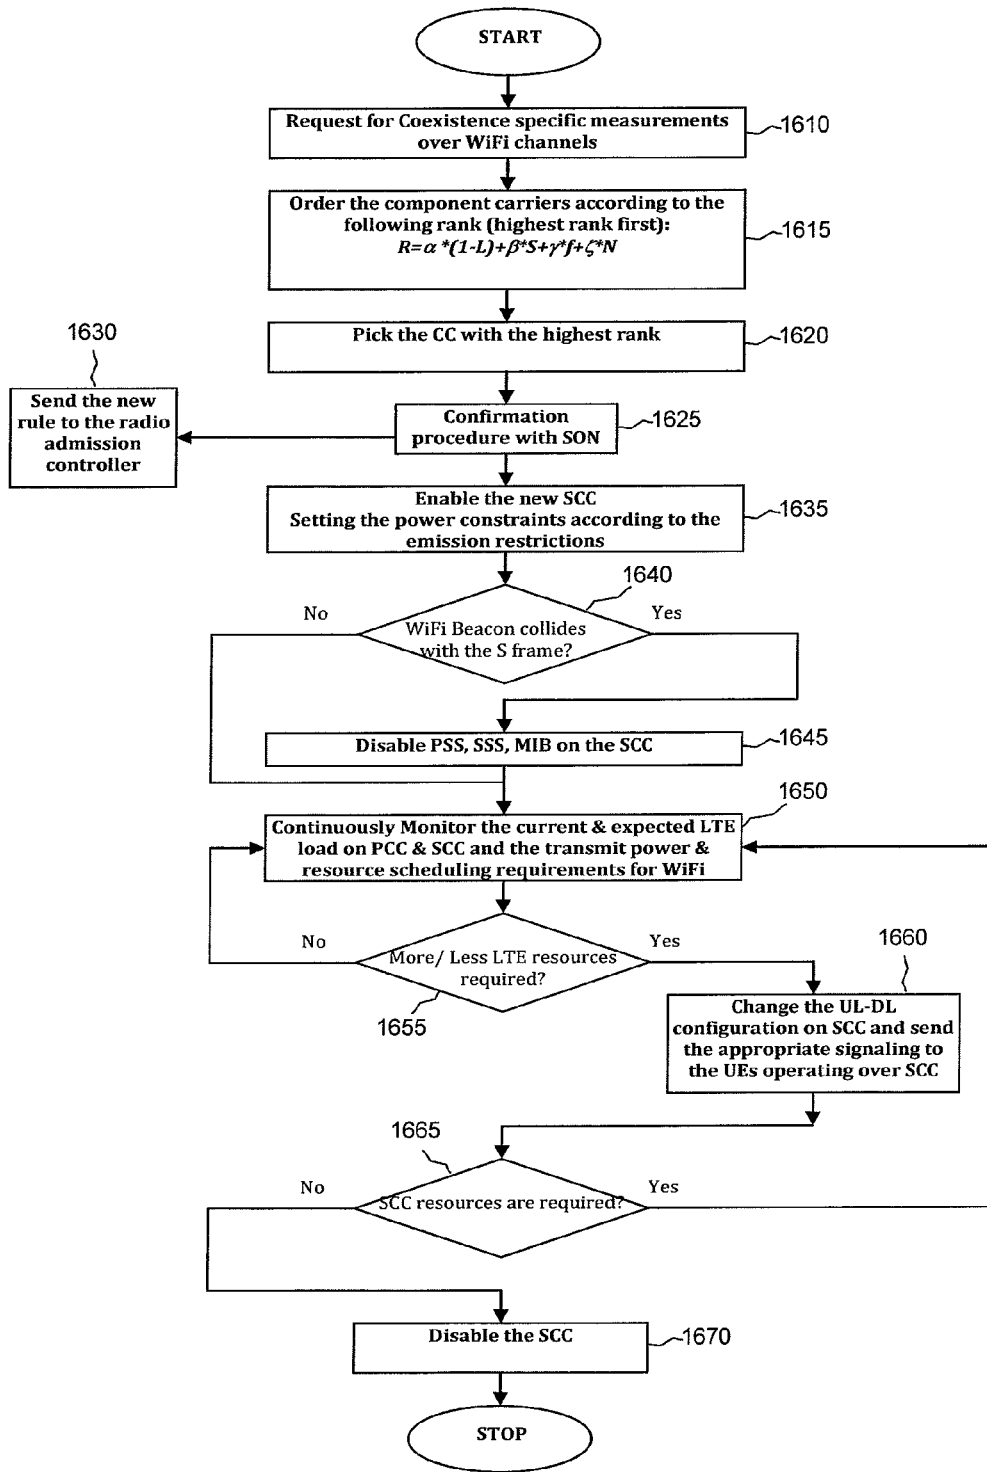 START
Request for Coexistence specific measurements
over WiFi channels
1610
Order the component carriers according to the
following rank (highest rank first):
R=α *(1-L)+β*S+γ*f+ζ*N
1615
Pick the CC with the highest rank
1620
1630
Send the new
rule to the radio
admission
controller
Confirmation
procedure with SON
1625
Enable the new SCC
Setting the power constraints according to the
emission restrictions
1635
1640
No
Yes
WiFi Beacon collides
with the S frame?
Disable PSS, SSS, MIB on the SCC
1645
1650
Continuously Monitor the current & expected LTE
load on PCC & SCC and the transmit power &
resource scheduling requirements for WiFi
No
Yes
More/ Less LTE resources
required?
1655
1660
Change the UL-DL
configuration on SCC and send
the appropriate signaling to
the UEs operating over SCC
1665
No
Yes
SCC resources are required?
Disable the SCC
1670
STOP